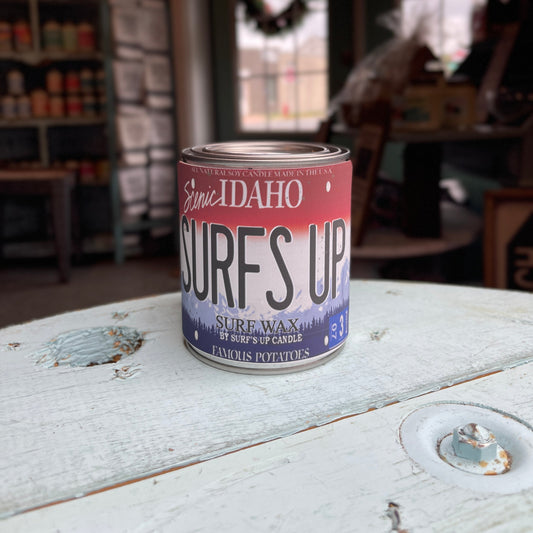 ALL NATURAL SOY CANDLE MADE IN THE U.S.A.
Scenic IDAHO
SURFS UP
SURF WAX
BY SURF'S UP CANDLE
FAMOUS POTATOES